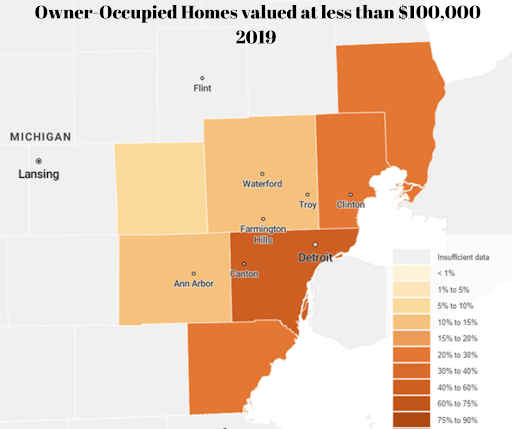 Owner-Occupied Homes valued at less than $100,000
2019
Flint
MICHIGAN
Lansing
Waterford
Troy
Clinton
Farmington
Hills
Detroit
Canton
Ann Arbor
Insufficient data
< 1%
1% to 5%
5% to 10%
10% to 15%
15% to 20%
20% to 30%
30% to 40%
40% to 60%
60% to 75%
75% to 90%